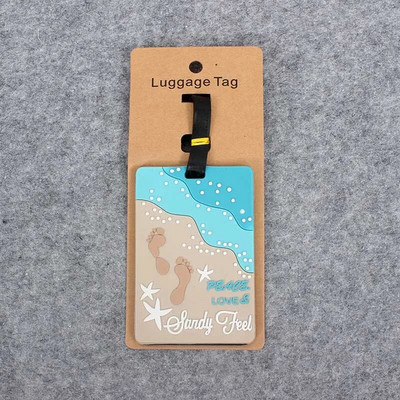 Luggage Tag
PEACE
LOVE &
Sandy Feet